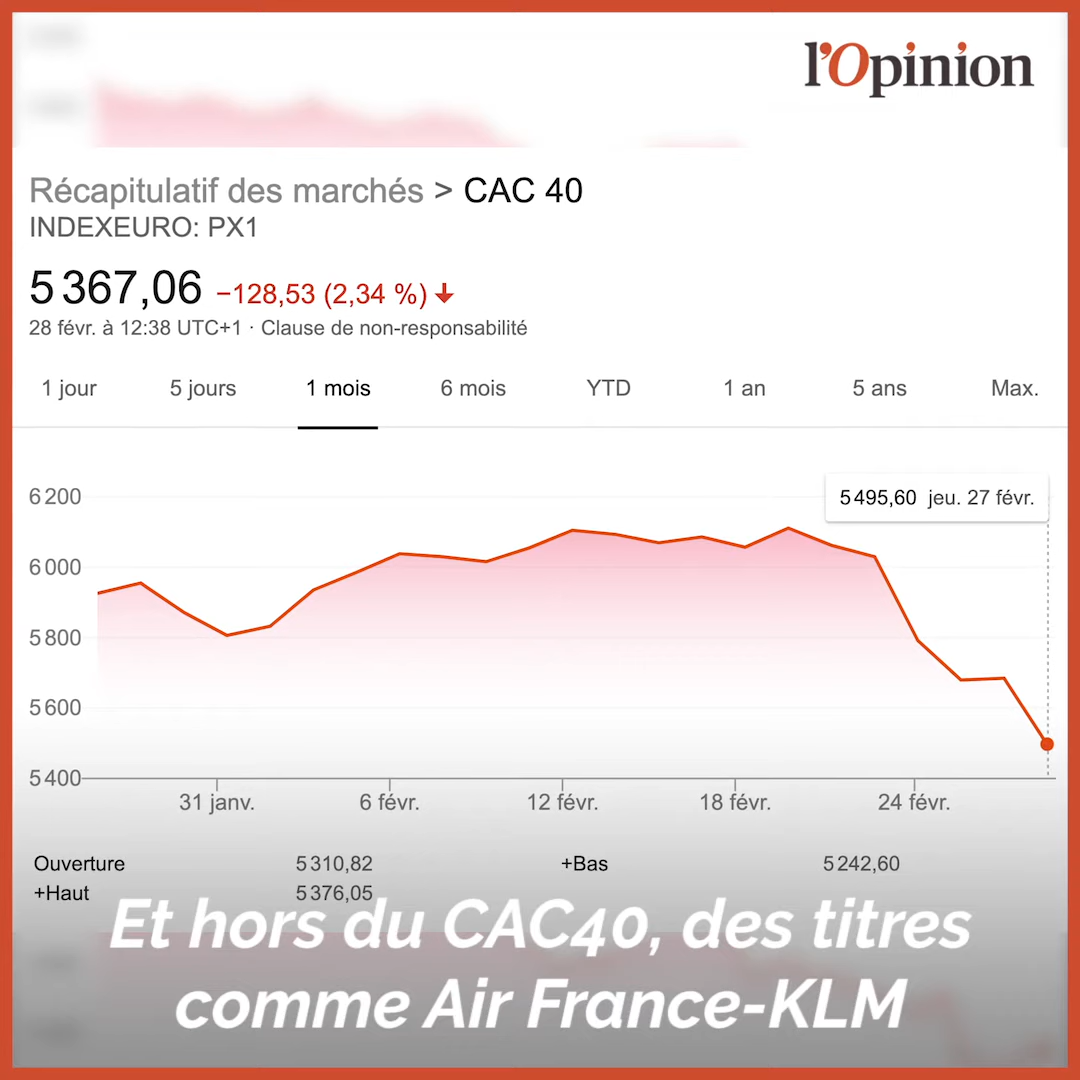 l'Opinion
Récapitulatif des marchés > CAC 40
INDEXEURO: PX1
5 367,06 −128,53 (2,34 %) ↓
28 févr. à 12:38 UTC+1 · Clause de non-responsabilité
1 jour 5 jours 1 mois 6 mois YTD 1 an 5 ans Max.
5 495,60 jeu. 27 févr.
6 200
6 000
5 800
5 600
5 400
31 janv. 6 févr. 12 févr. 18 févr. 24 févr.
Ouverture 5 310,82 +Bas 5 242,60
+Haut 5 376,05
Et hors du CAC40, des titres
comme Air France-KLM